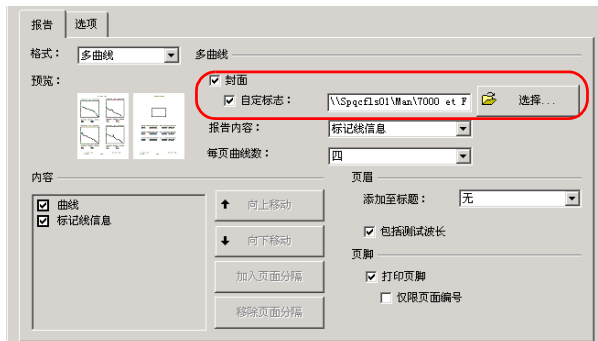 报告 选项
格式： 多曲线 多曲线
预览：
封面
自定标志： \\Spqcfls01\Man\7000 et F 选择...
报告内容： 标记线信息
每页曲线数： 四
内容
曲线
标记线信息
向上移动
向下移动
加入页面分隔
移除页面分隔
页眉
添加至标题： 无
包括测试波长
页脚
打印页脚
仅限页面编号